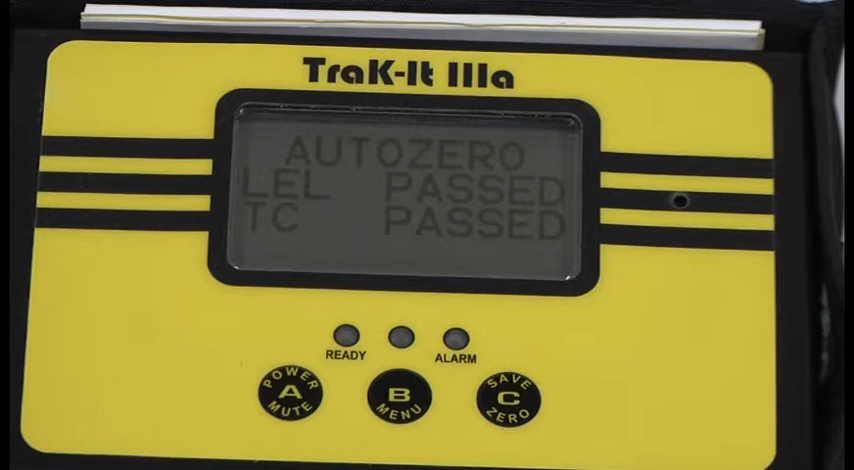 TraK-It IIIa
AUTOZERO
LEL PASSED
TC PASSED
READY
ALARM
POWER A MUTE
B MENU
SAVE C ZERO